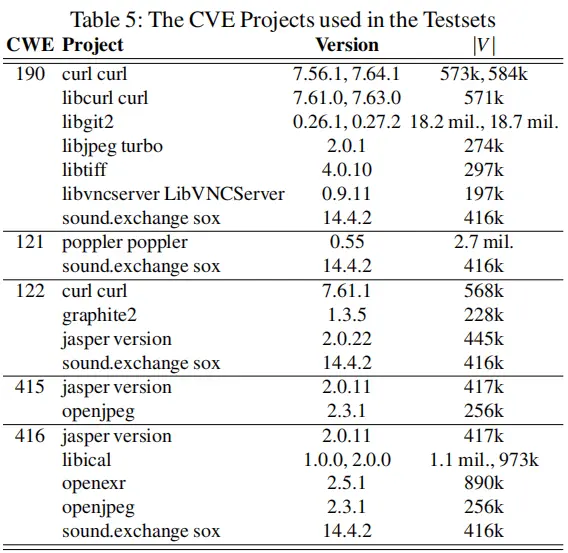 Table 5: The CVE Projects used in the Testsets
CWE Project Version |V|
190 curl curl 7.56.1, 7.64.1 573k, 584k
libcurl curl 7.61.0, 7.63.0 571k
libgit2 0.26.1, 0.27.2 18.2 mil., 18.7 mil.
libjpeg turbo 2.0.1 274k
libtiff 4.0.10 297k
libvncserver LibVNCServer 0.9.11 197k
sound.exchange sox 14.4.2 416k
121 poppler poppler 0.55 2.7 mil.
sound.exchange sox 14.4.2 416k
122 curl curl 7.61.1 568k
graphite2 1.3.5 228k
jasper version 2.0.22 445k
sound.exchange sox 14.4.2 416k
415 jasper version 2.0.11 417k
openjpeg 2.3.1 256k
416 jasper version 2.0.11 417k
libical 1.0.0, 2.0.0 1.1 mil., 973k
openexr 2.5.1 890k
openjpeg 2.3.1 256k
sound.exchange sox 14.4.2 416k